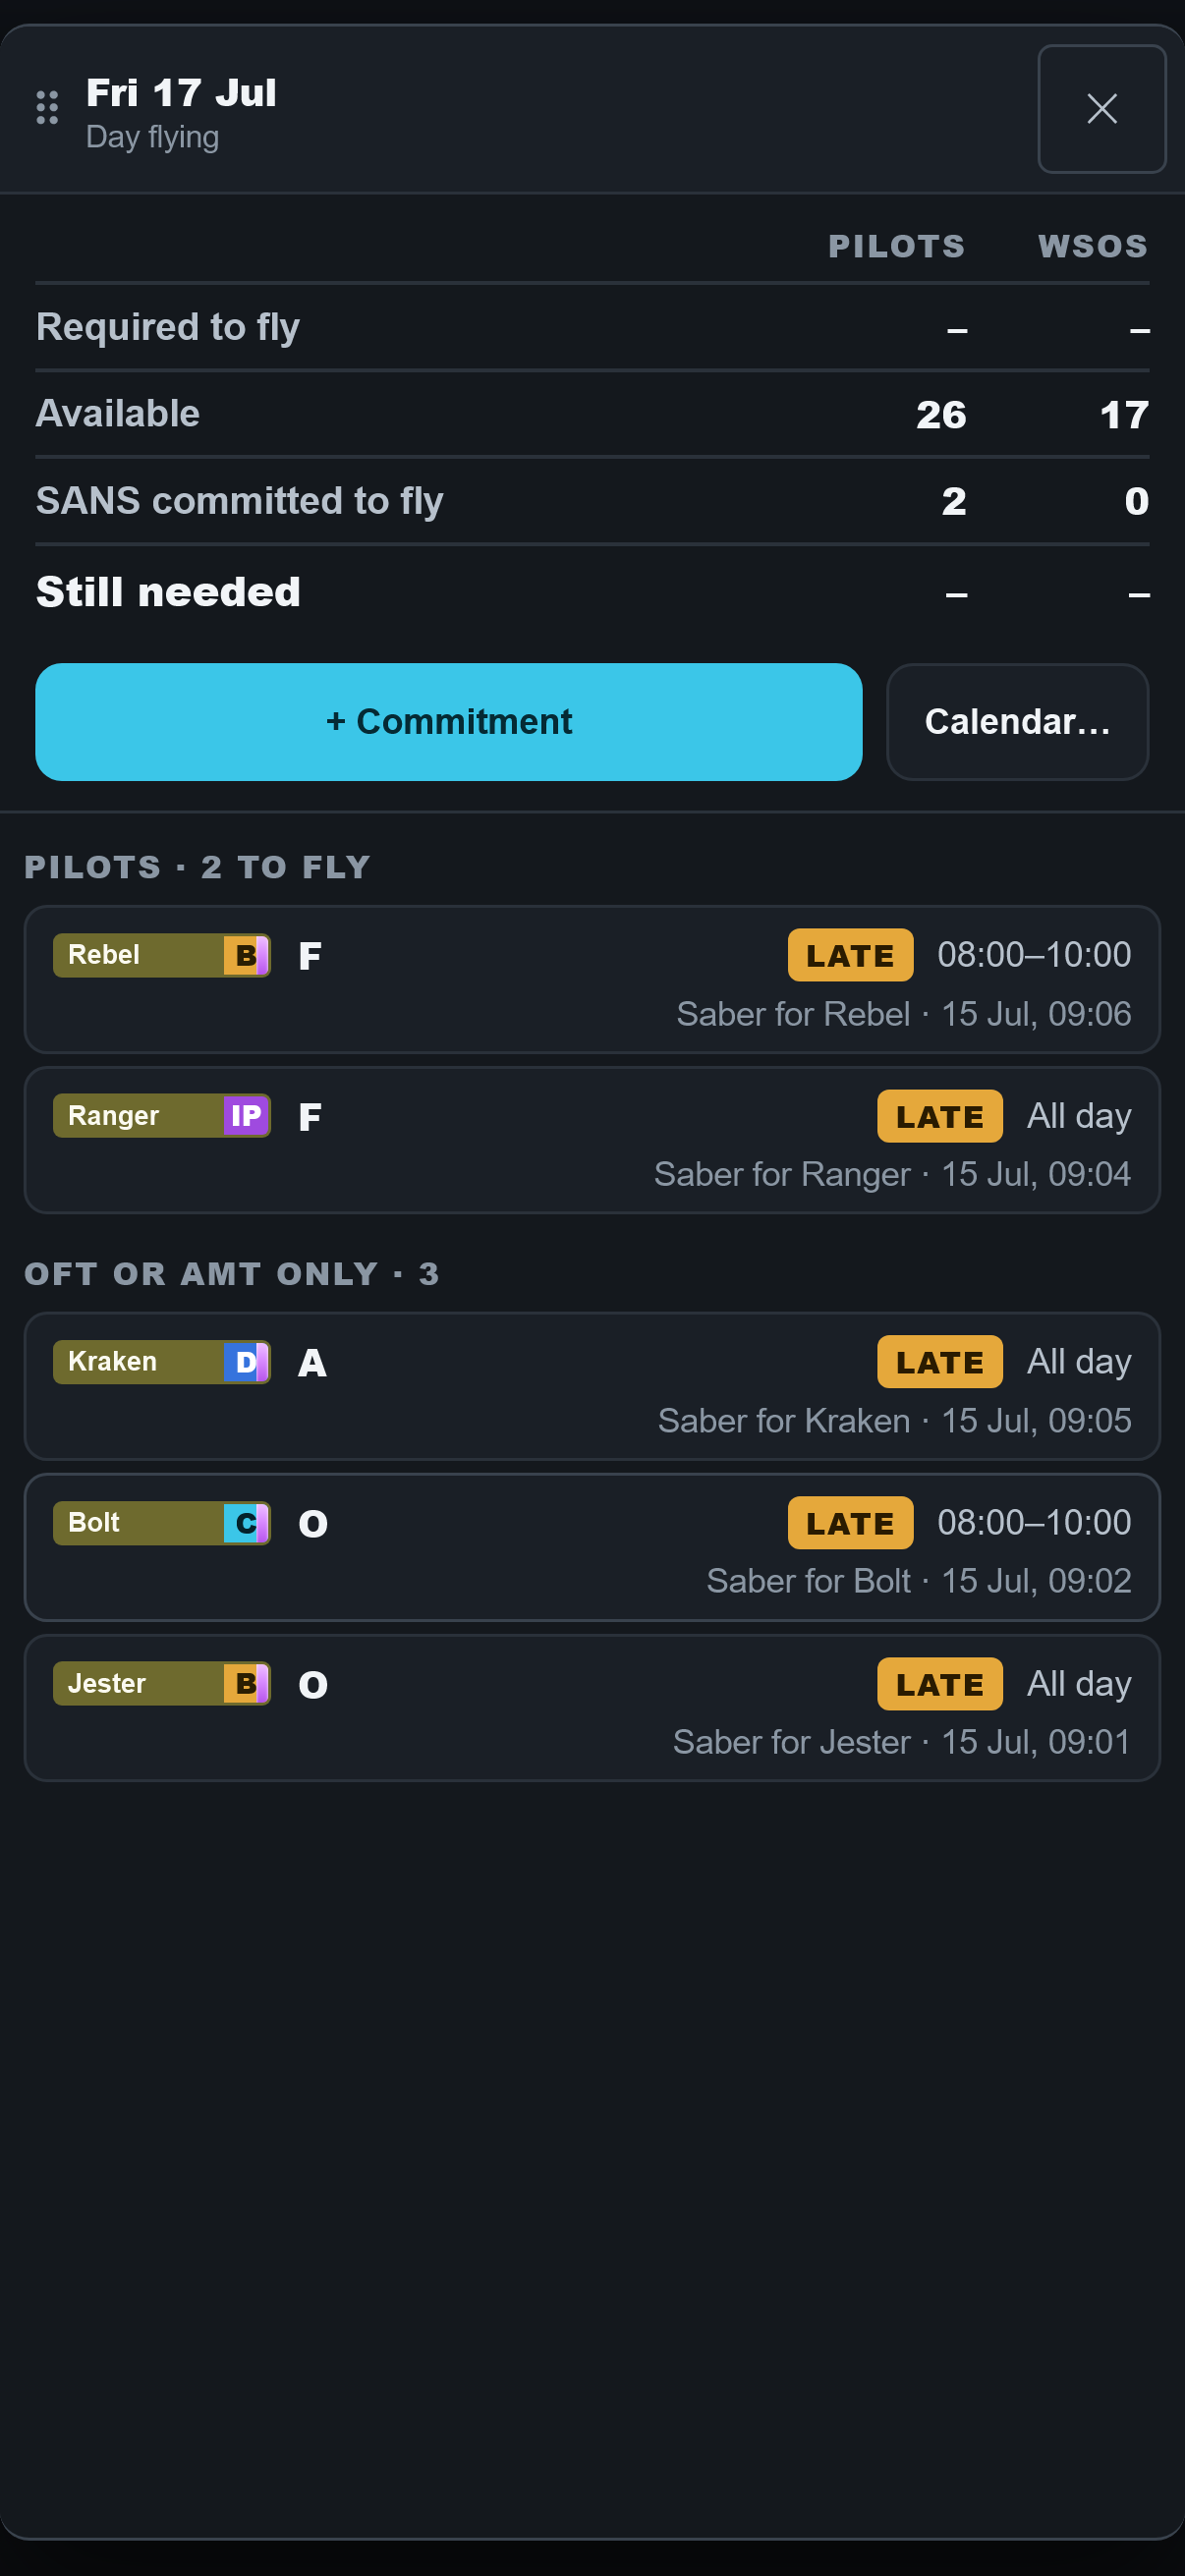 Fri 17 Jul
Day flying
PILOTS WSOS
Required to fly – –
Available 26 17
SANS committed to fly 2 0
Still needed – –
+ Commitment Calendar...
PILOTS · 2 TO FLY
Rebel B F LATE 08:00–10:00
Saber for Rebel · 15 Jul, 09:06
Ranger IP F LATE All day
Saber for Ranger · 15 Jul, 09:04
OFT OR AMT ONLY · 3
Kraken D A LATE All day
Saber for Kraken · 15 Jul, 09:05
Bolt C O LATE 08:00–10:00
Saber for Bolt · 15 Jul, 09:02
Jester B O LATE All day
Saber for Jester · 15 Jul, 09:01